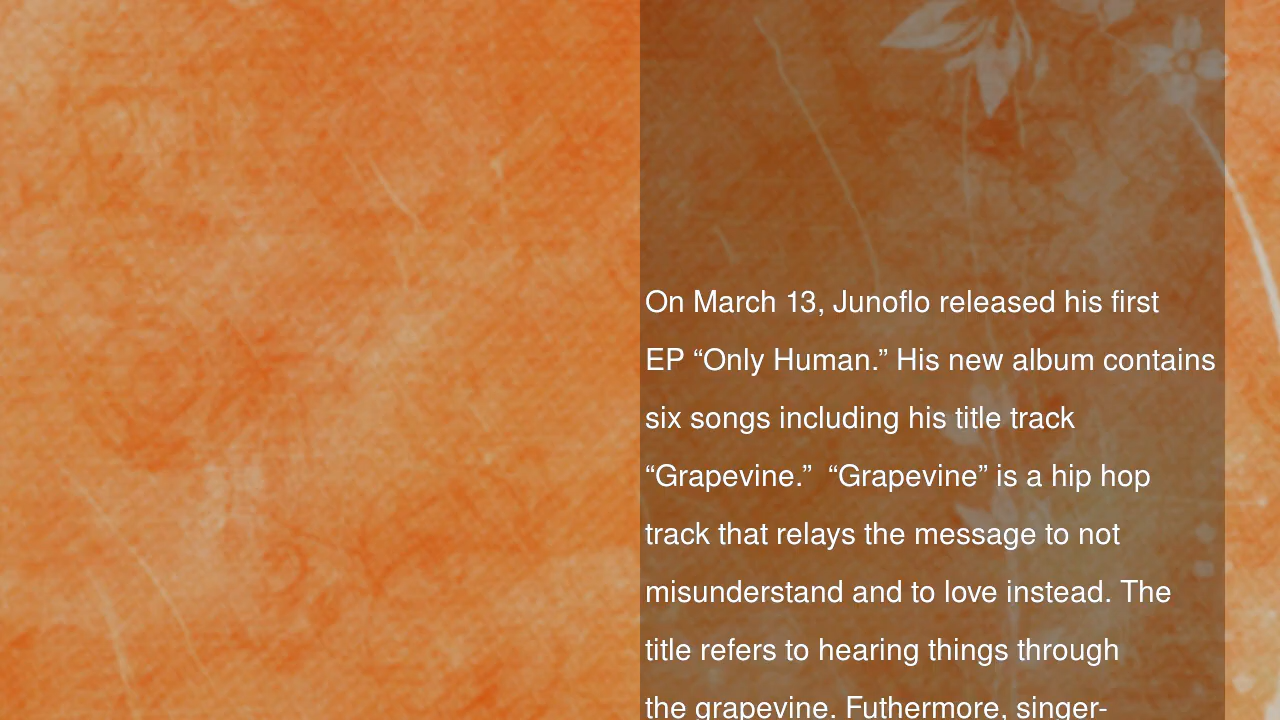 On March 13, Junoflo released his first
EP “Only Human.” His new album contains
six songs including his title track
“Grapevine.”  “Grapevine” is a hip hop
track that relays the message to not
misunderstand and to love instead. The
title refers to hearing things through
the grapevine. Futhermore, singer-